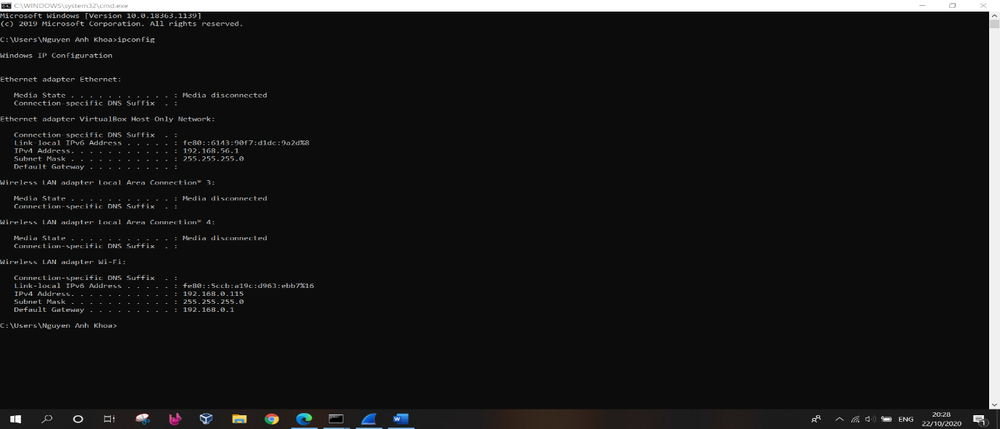 C:\WINDOWS\system32\cmd.exe
Microsoft Windows [Version 10.0.18363.1139]
(c) 2019 Microsoft Corporation. All rights reserved.
C:\Users\Nguyen Anh Khoa>ipconfig
Windows IP Configuration
Ethernet adapter Ethernet:
   Media State . . . . . . . . . . . : Media disconnected
   Connection-specific DNS Suffix  . :
Ethernet adapter VirtualBox Host-Only Network:
   Connection-specific DNS Suffix  . :
   Link-local IPv6 Address . . . . . : fe80::6143:90f7:d1dc:9a2d%8
   IPv4 Address. . . . . . . . . . . : 192.168.56.1
   Subnet Mask . . . . . . . . . . . : 255.255.255.0
   Default Gateway . . . . . . . . . :
Wireless LAN adapter Local Area Connection* 3:
   Media State . . . . . . . . . . . : Media disconnected
   Connection-specific DNS Suffix  . :
Wireless LAN adapter Local Area Connection* 4:
   Media State . . . . . . . . . . . : Media disconnected
   Connection-specific DNS Suffix  . :
Wireless LAN adapter Wi-Fi:
   Connection-specific DNS Suffix  . :
   Link-local IPv6 Address . . . . . : fe80::5ccb:a19c:d963:ebb7%16
   IPv4 Address. . . . . . . . . . . : 192.168.0.115
   Subnet Mask . . . . . . . . . . . : 255.255.255.0
   Default Gateway . . . . . . . . . : 192.168.0.1
C:\Users\Nguyen Anh Khoa>
ENG
20:28
22/10/2020
1